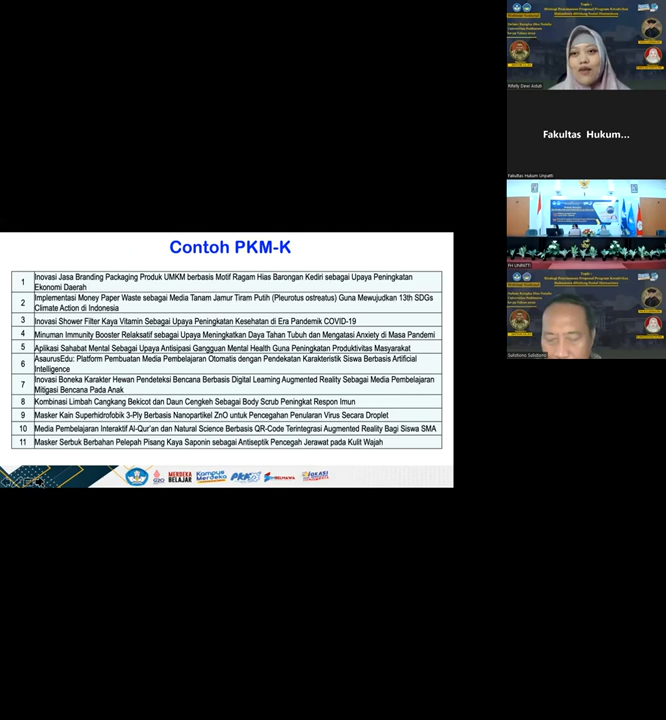 Contoh PKM-K
1 Inovasi Jasa Branding Packaging Produk UMKM berbasis Motif Ragam Hias Barongan Kediri sebagai Upaya Peningkatan
Ekonomi Daerah
2 Implementasi Money Paper Waste sebagai Media Tanam Jamur Tiram Putih (Pleurotus ostreatus) Guna Mewujudkan 13th SDGs
Climate Action di Indonesia
3 Inovasi Shower Filter Kaya Vitamin Sebagai Upaya Peningkatan Kesehatan di Era Pandemik COVID-19
4 Minuman Immunity Booster Relaksatif sebagai Upaya Meningkatkan Daya Tahan Tubuh dan Mengatasi Anxiety di Masa Pandemi
5 Aplikasi Sahabat Mental Sebagai Upaya Antisipasi Gangguan Mental Health Guna Peningkatan Produktivitas Masyarakat
6 AsaurusEdu: Platform Pembuatan Media Pembelajaran Otomatis dengan Pendekatan Karakteristik Siswa Berbasis Artificial
Intelligence
7 Inovasi Boneka Karakter Hewan Pendeteksi Bencana Berbasis Digital Learning Augmented Reality Sebagai Media Pembelajaran
Mitigasi Bencana Pada Anak
8 Kombinasi Limbah Cangkang Bekicot dan Daun Cengkeh Sebagai Body Scrub Peningkat Respon Imun
9 Masker Kain Superhidrofobik 3-Ply Berbasis Nanopartikel ZnO untuk Pencegahan Penularan Virus Secara Droplet
10 Media Pembelajaran Interaktif Al-Qur'an dan Natural Science Berbasis QR-Code Terintegrasi Augmented Reality Bagi Siswa SMA
11 Masker Serbuk Berbahan Pelepah Pisang Kaya Saponin sebagai Antiseptik Pencegah Jerawat pada Kulit Wajah
G20
MERDEKA
BELAJAR
Kampus
Merdeka
Rifelly Dewi Astuti
Fakultas Hukum...
Fakultas Hukum Unpatti
FH UNPATTI
Sulistiono Sulistiono